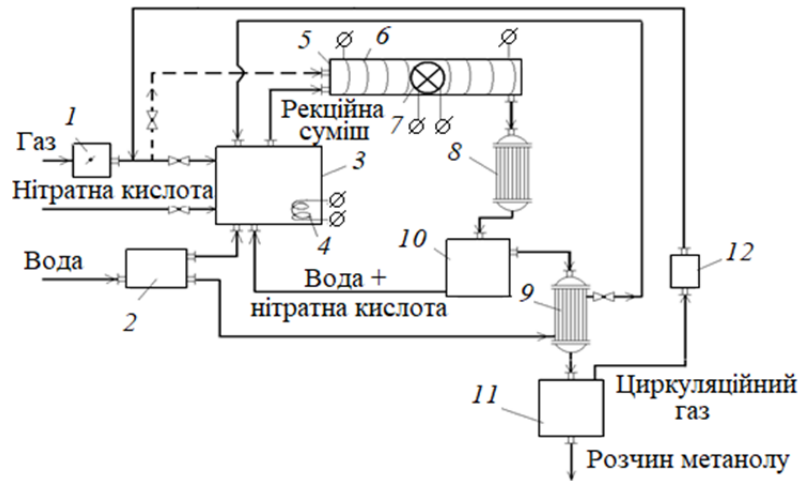 5
6
1
Рекційна
суміш
7
8
Газ
3
Нітратна кислота
4
10
12
Вода
Вода +
нітратна кислота
9
2
11
Циркуляційний
газ
Розчин метанолу